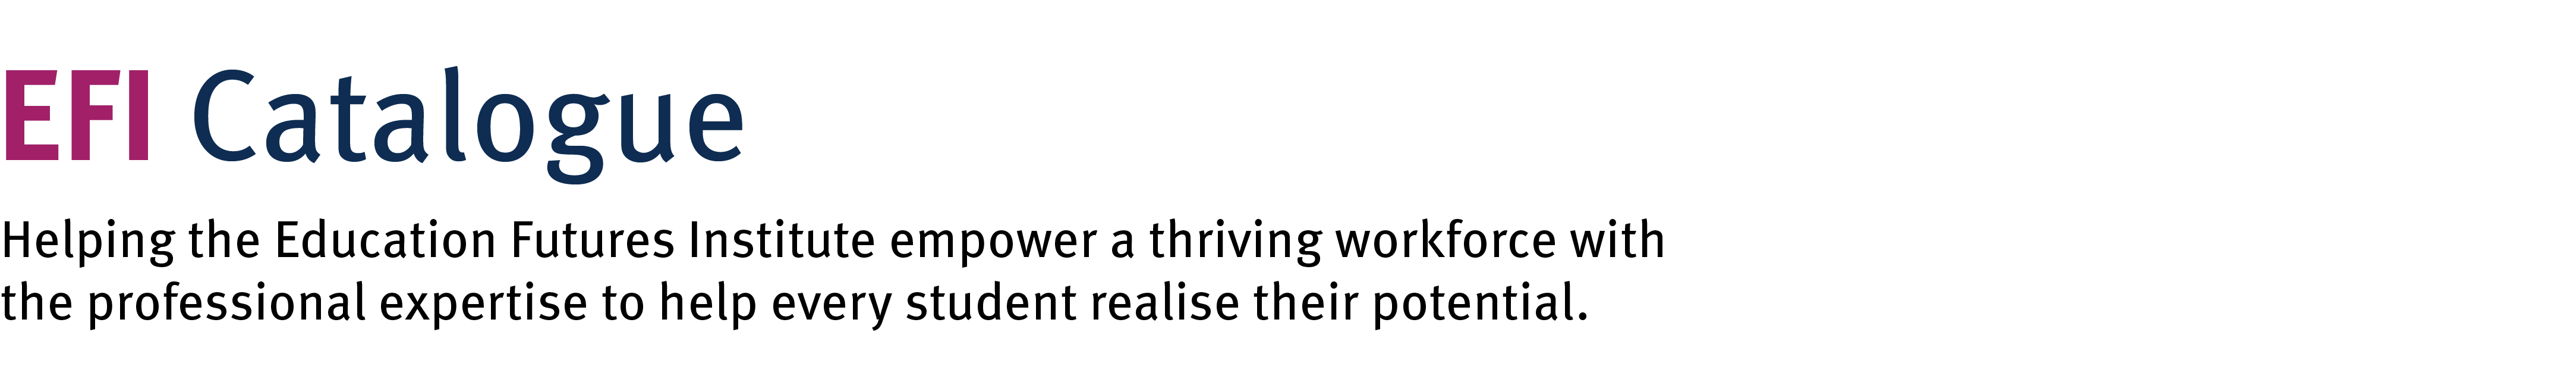 EFI Catalogue
Helping the Education Futures Institute empower a thriving workforce with
the professional expertise to help every student realise their potential.